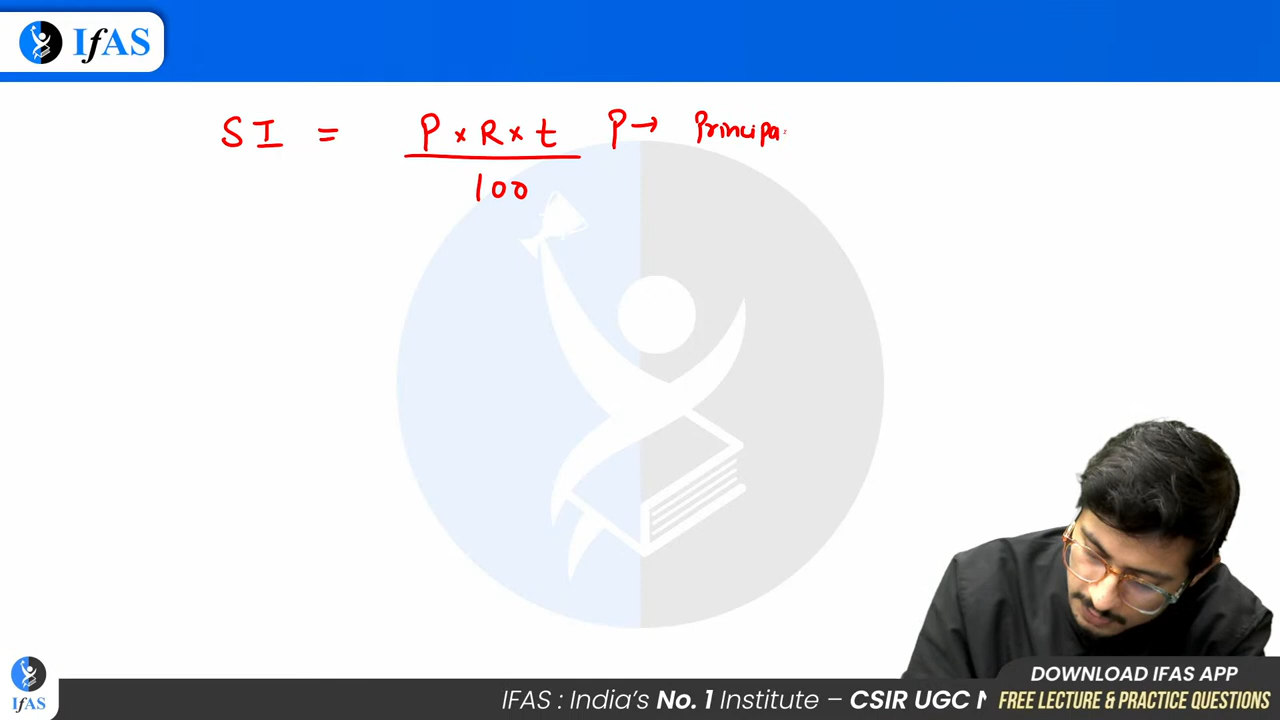 IfAS
SI = P × R × t P → Principa
100
IfAS
IFAS : India's No. 1 Institute – CSIR UGC
DOWNLOAD IFAS APP
FREE LECTURE & PRACTICE QUESTIONS